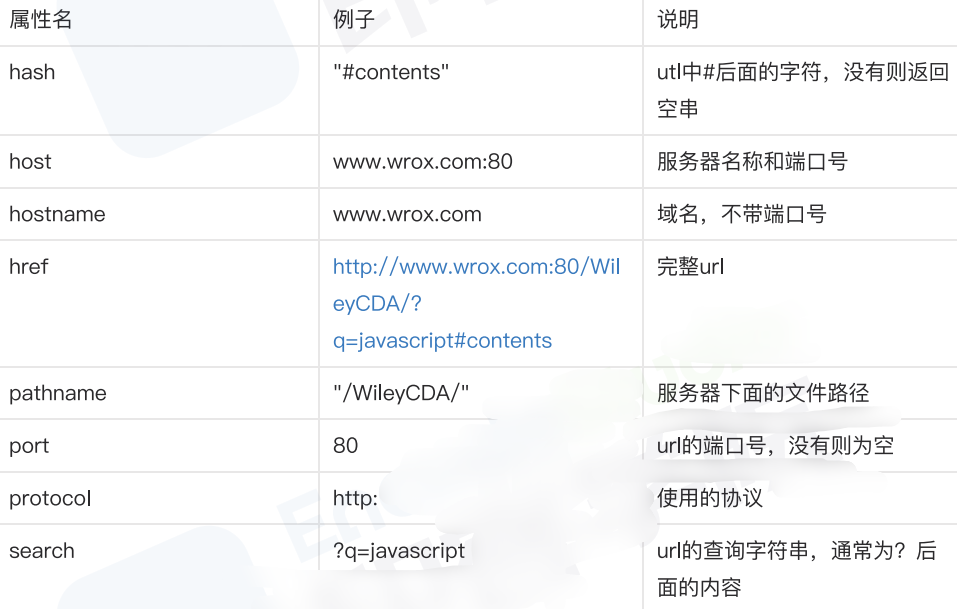 属性名 例子 说明
hash "#contents" utl中#后面的字符，没有则返回
空串
host www.wrox.com:80 服务器名称和端口号
hostname www.wrox.com 域名，不带端口号
href http://www.wrox.com:80/Wil 完整url
eyCDA/?
q=javascript#contents
pathname "/WileyCDA/" 服务器下面的文件路径
port 80 url的端口号，没有则为空
protocol http: 使用的协议
search ?q=javascript url的查询字符串，通常为？后
面的内容